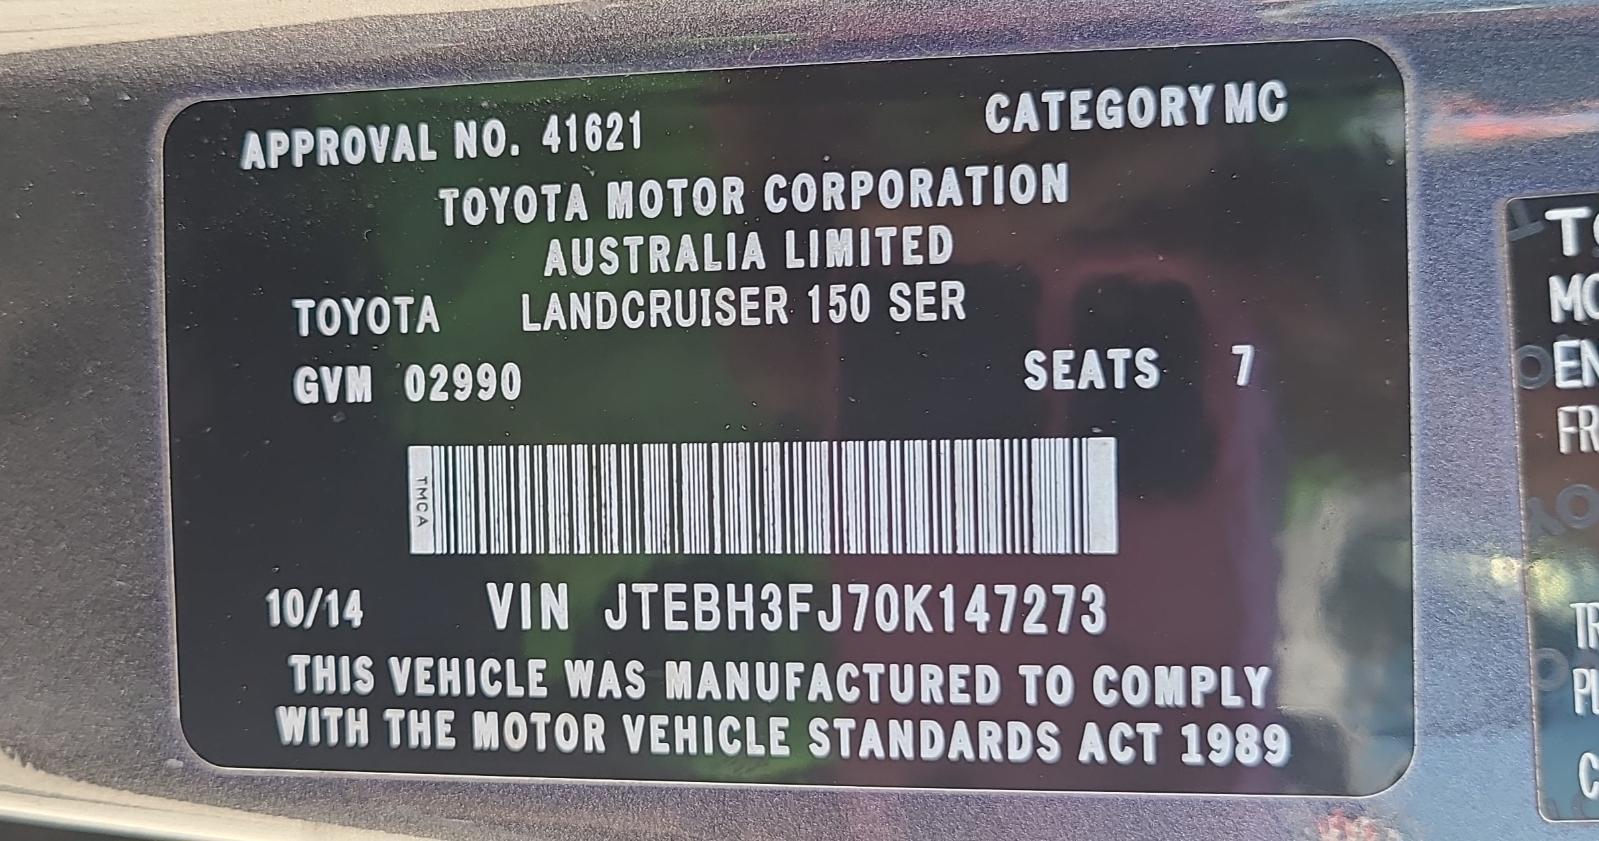 APPROVAL NO. 41621 CATEGORY MC
TOYOTA MOTOR CORPORATION
AUSTRALIA LIMITED
TOYOTA LANDCRUISER 150 SER
GVM 02990 SEATS 7
TMCA
10/14 VIN JTEBH3FJ70K147273
THIS VEHICLE WAS MANUFACTURED TO COMPLY
WITH THE MOTOR VEHICLE STANDARDS ACT 1989